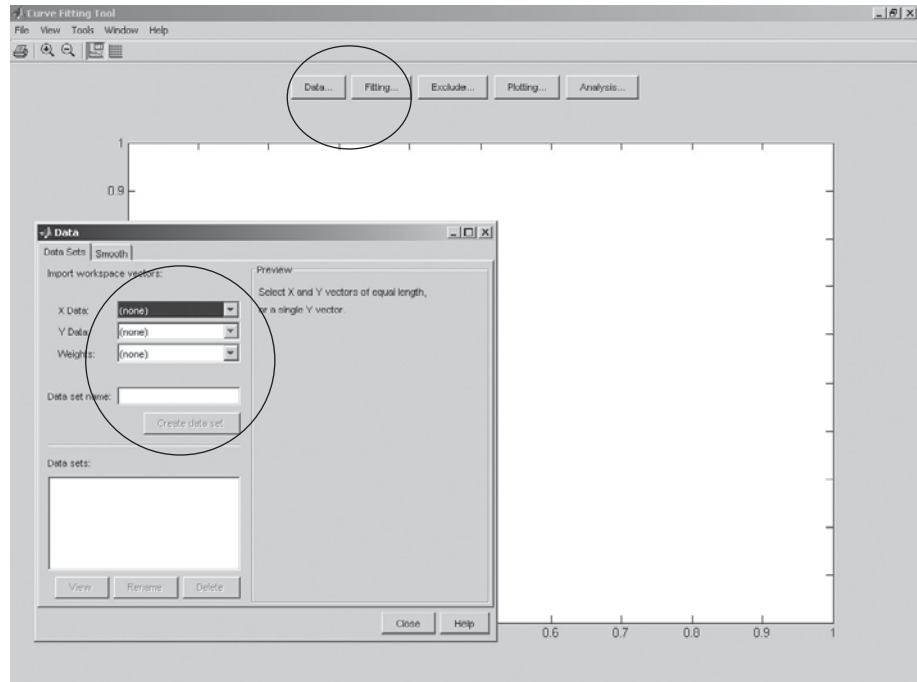 Curve Fitting Tool
File View Tools Window Help
Data... Fitting... Exclude... Plotting... Analysis...
1
0.9
Data
Data Sets Smooth
Import workspace vectors:
X Data: (none)
Y Data: (none)
Weights: (none)
Data set name:
Create data set
Data sets:
View Rename Delete
Preview
Select X and Y vectors of equal length,
or a single Y vector.
Close Help
0.6 0.7 0.8 0.9 1